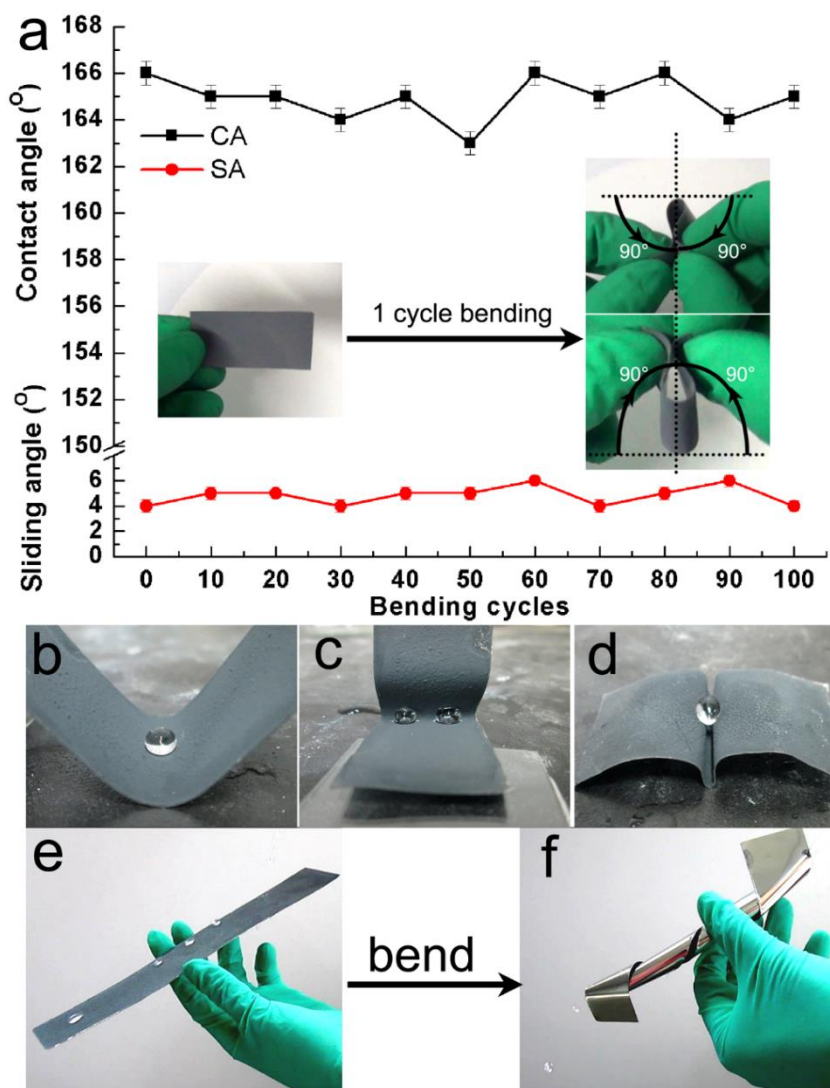 a
168
166
164
162
160
158
156
154
152
150
6
4
2
0
Contact angle (°)
Sliding angle (°)
CA
SA
1 cycle bending
90° 90°
90° 90°
0 10 20 30 40 50 60 70 80 90 100
Bending cycles
b c d
e f
bend